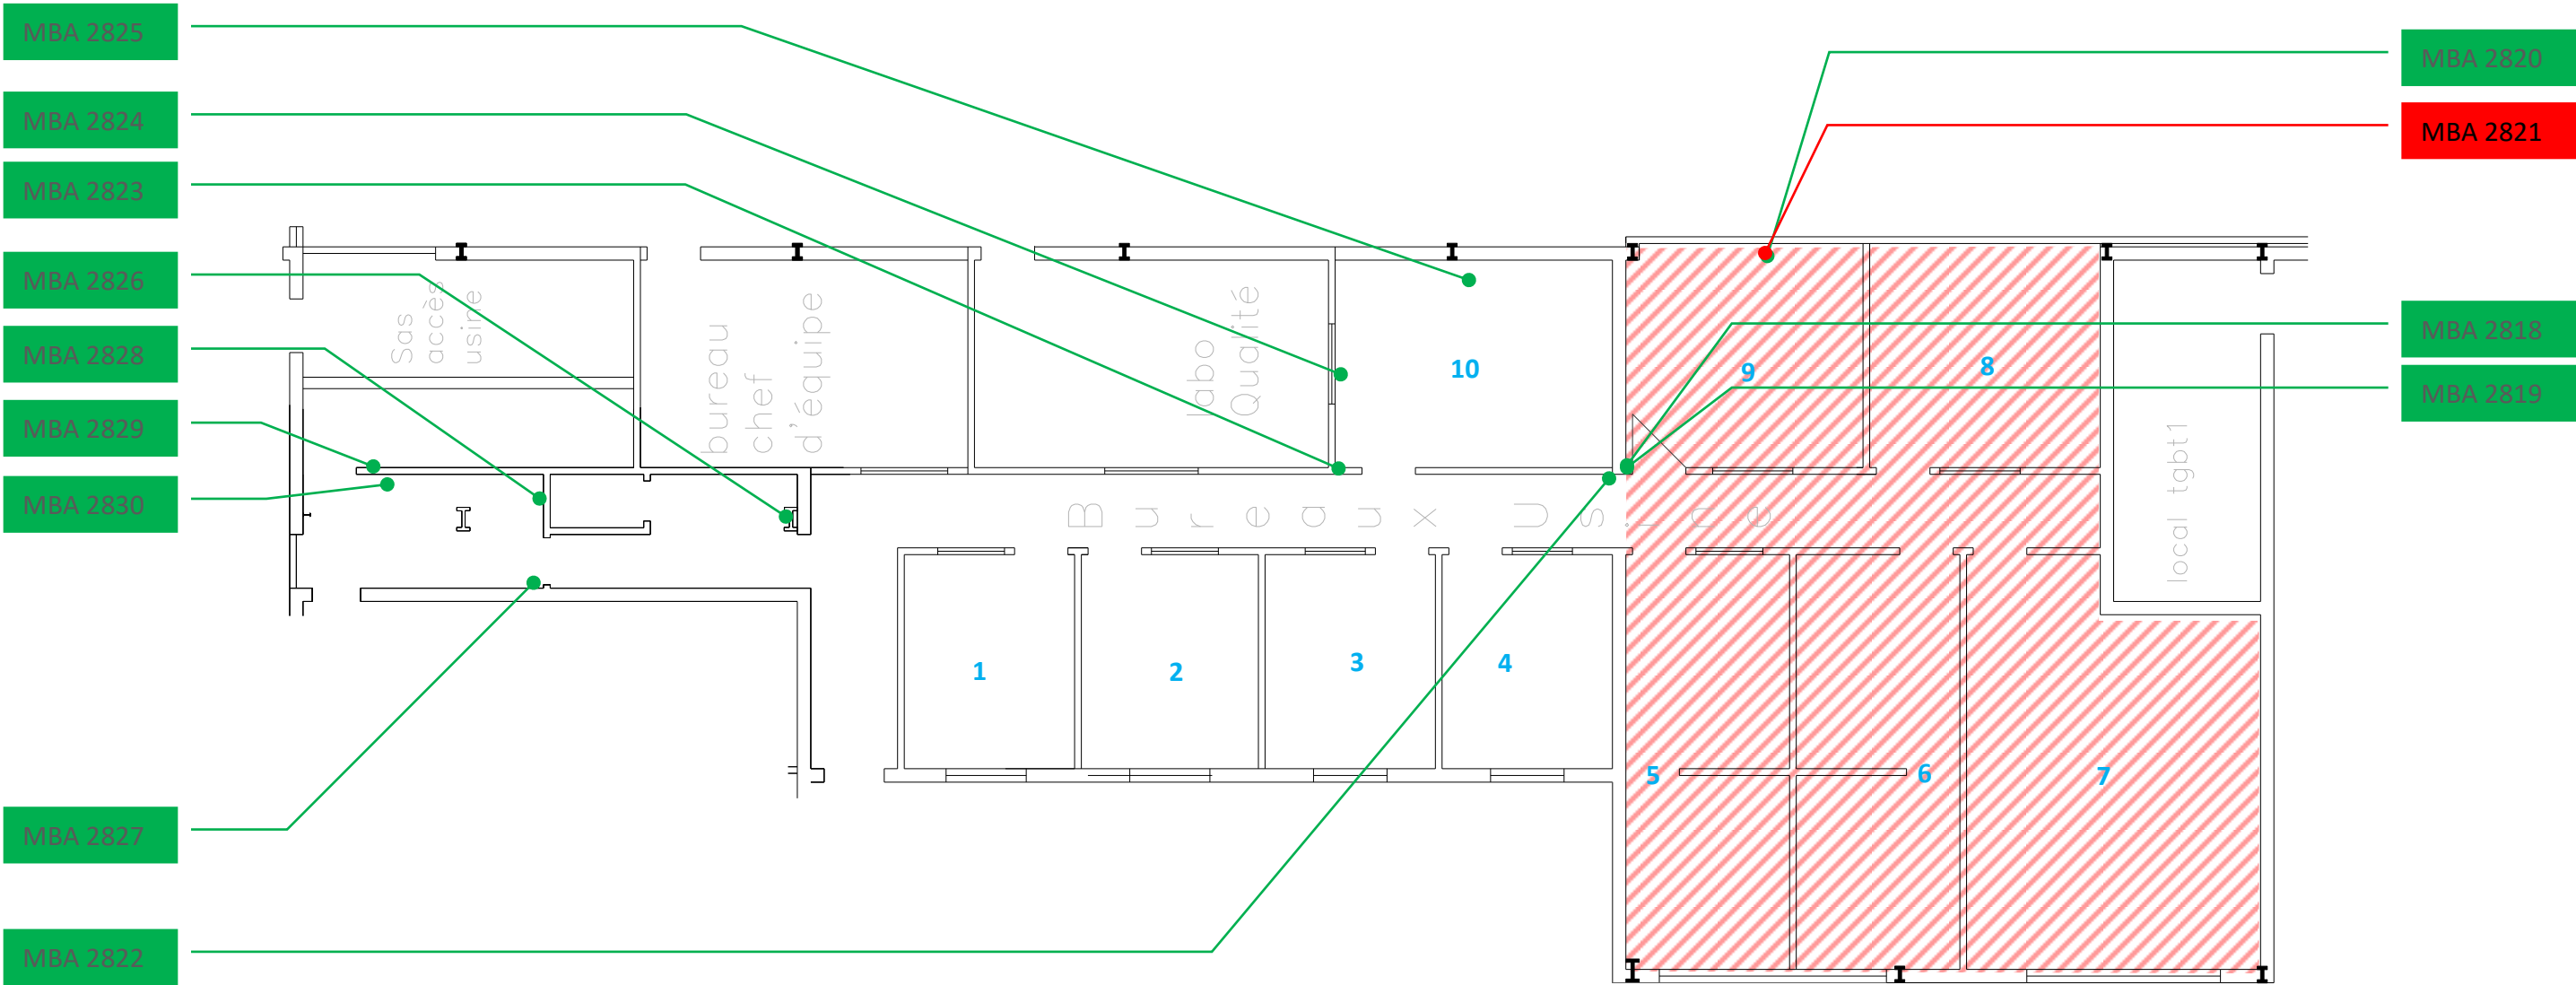 MBA 2825
MBA 2824
MBA 2823
MBA 2826
MBA 2828
MBA 2829
MBA 2830
MBA 2827
MBA 2822
MBA 2820
MBA 2821
MBA 2818
MBA 2819
Sas
accès
usine
bureau
chef
d'équipe
labo
Qualité
10
9
8
local tgbt1
Bureaux Usine
1
2
3
4
5
6
7